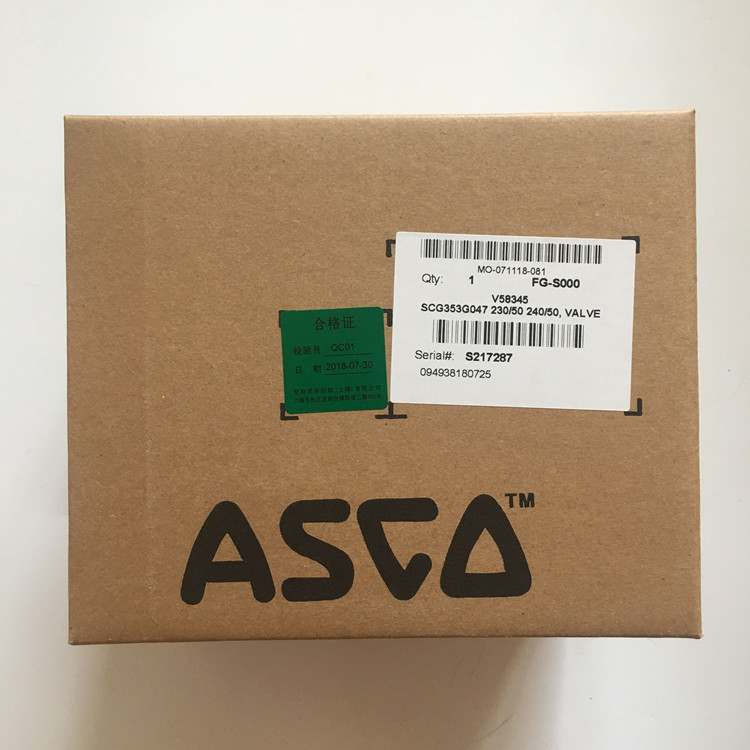 MO-071118-081
Qty: 1 FG-S000
V58345
SCG353G047 230/50 240/50, VALVE
Serial#: S217287
094938180725
合格证
检验员 QC01
日期 2018-07-30
ASCO™